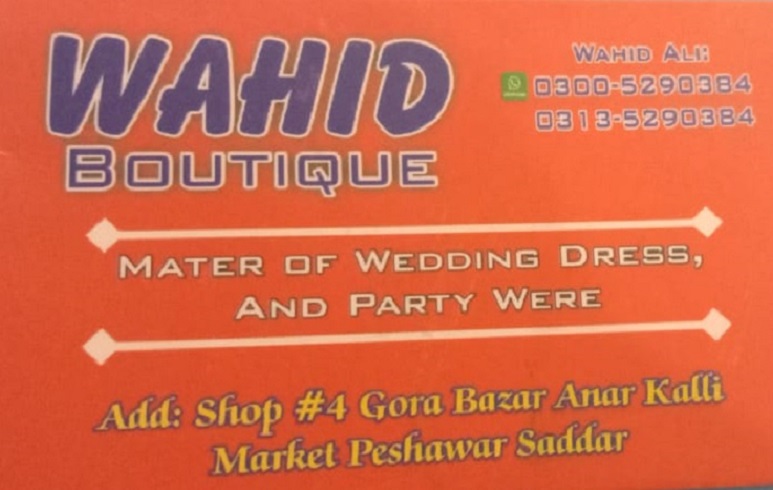 WAHID
BOUTIQUE
WAHID ALI:
0300-5290384
0313-5290384
MATER OF WEDDING DRESS,
AND PARTY WERE
Add: Shop #4 Gora Bazar Anar Kalli
Market Peshawar Saddar